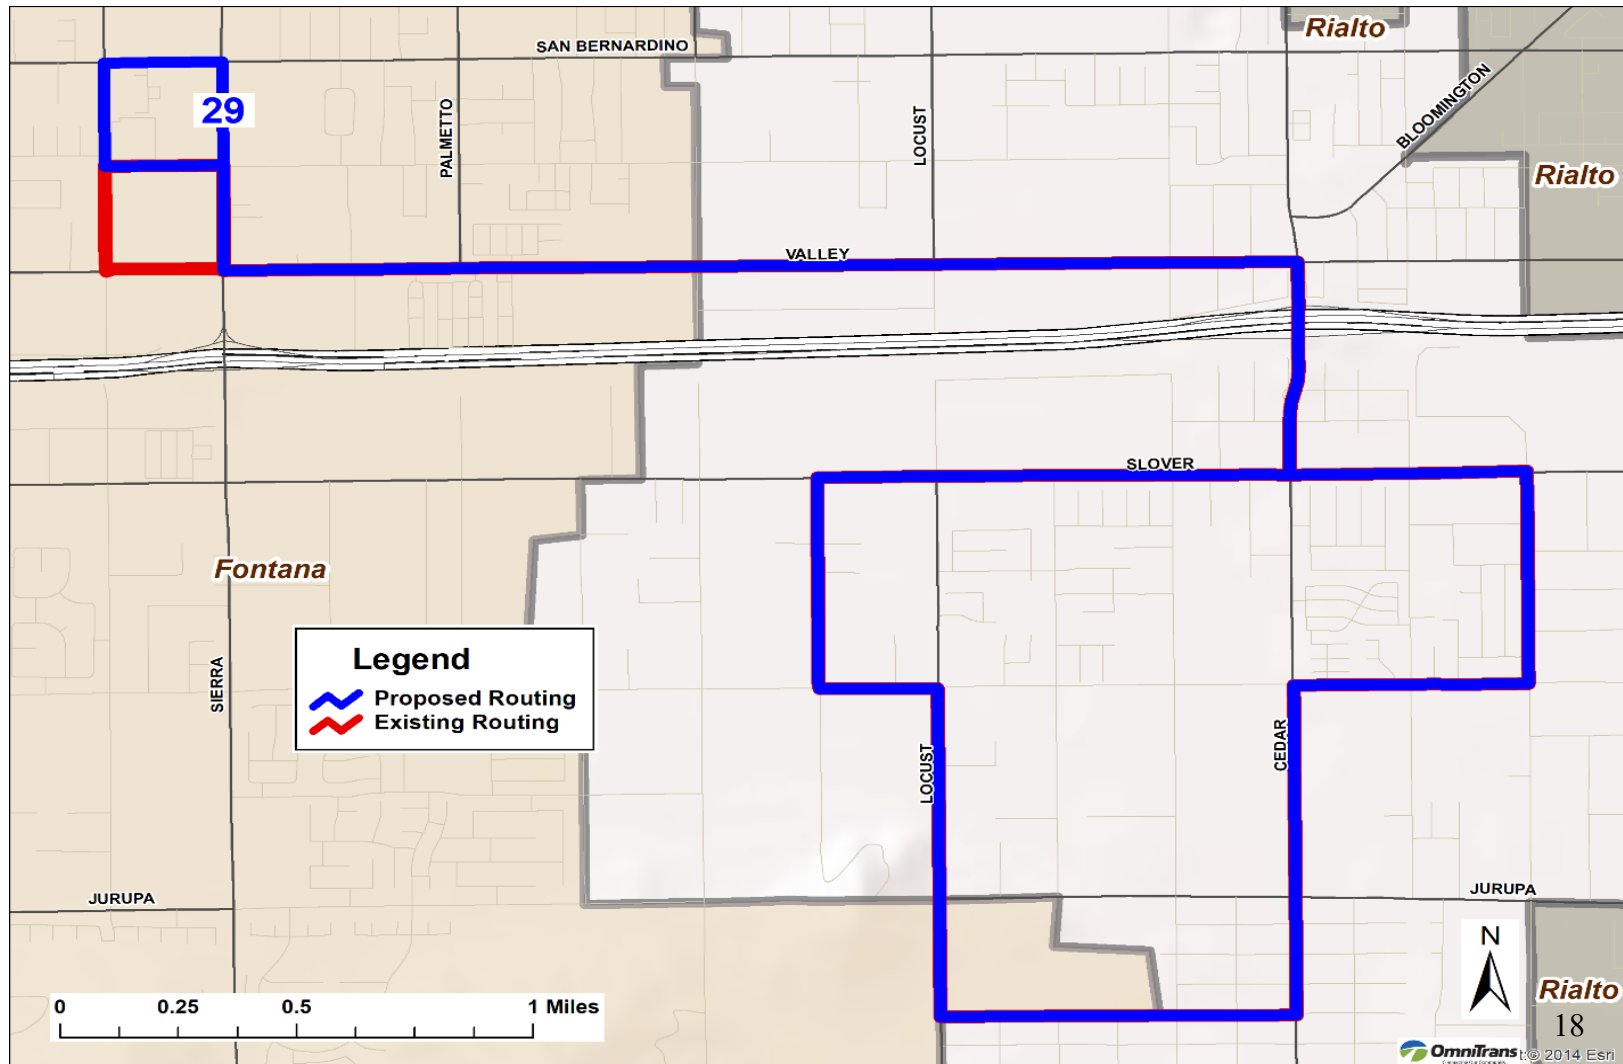 Rialto
SAN BERNARDINO
29
PALMETTO
LOCUST
BLOOMINGTON
Rialto
VALLEY
SLOVER
Fontana
SIERRA
Legend
Proposed Routing
Existing Routing
LOCUST
CEDAR
JURUPA
JURUPA
N
0 0.25 0.5 1 Miles
Rialto
18
OmniTrans
© 2014 Esri